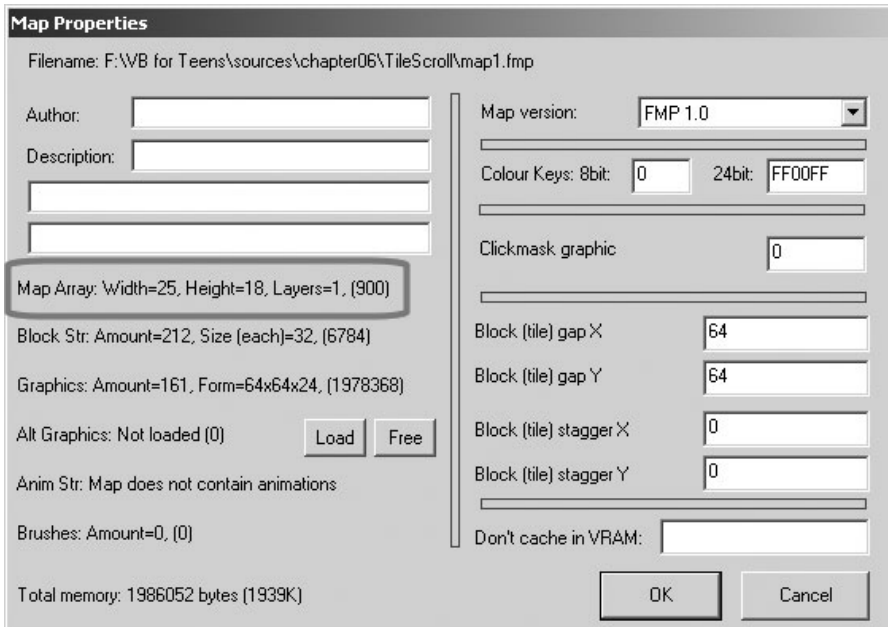 Map Properties
Filename: F:\VB for Teens\sources\chapter06\TileScroll\map1.fmp
Author:
Description:
Map Array: Width=25, Height=18, Layers=1, (900)
Block Str: Amount=212, Size (each)=32, (6784)
Graphics: Amount=161, Form=64x64x24, (1978368)
Alt Graphics: Not loaded (0)
Load
Free
Anim Str: Map does not contain animations
Brushes: Amount=0, (0)
Total memory: 1986052 bytes (1939K)
Map version:
FMP 1.0
Colour Keys: 8bit: 0 24bit: FF00FF
Clickmask graphic 0
Block (tile) gap X 64
Block (tile) gap Y 64
Block (tile) stagger X 0
Block (tile) stagger Y 0
Don't cache in VRAM:
OK
Cancel